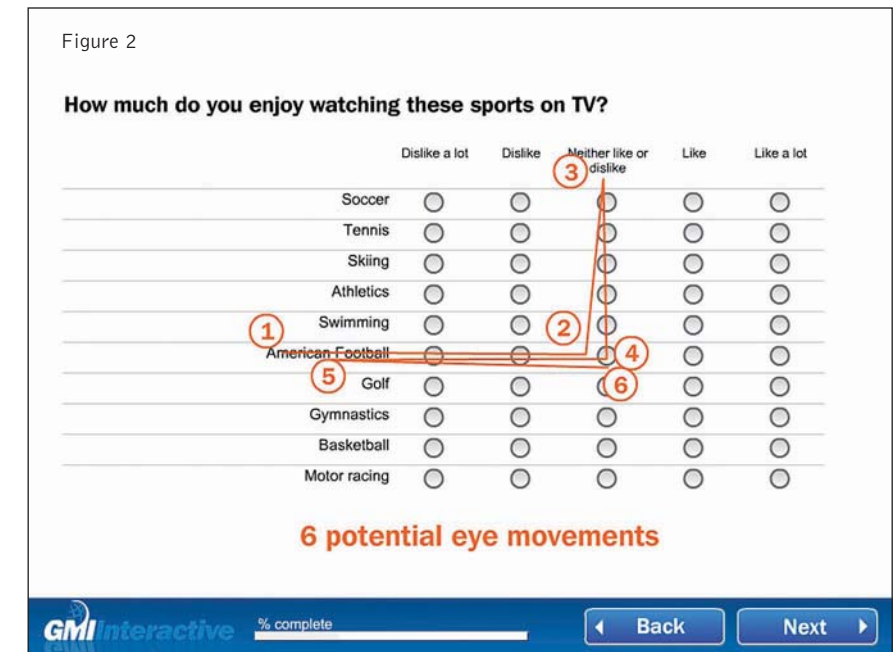 Figure 2
How much do you enjoy watching these sports on TV?
Dislike a lot Dislike Neither like or dislike Like Like a lot
3
Soccer
Tennis
Skiing
Athletics
Swimming
1 2
American Football
4
5 6
Golf
Gymnastics
Basketball
Motor racing
6 potential eye movements
GMI Interactive % complete Back Next